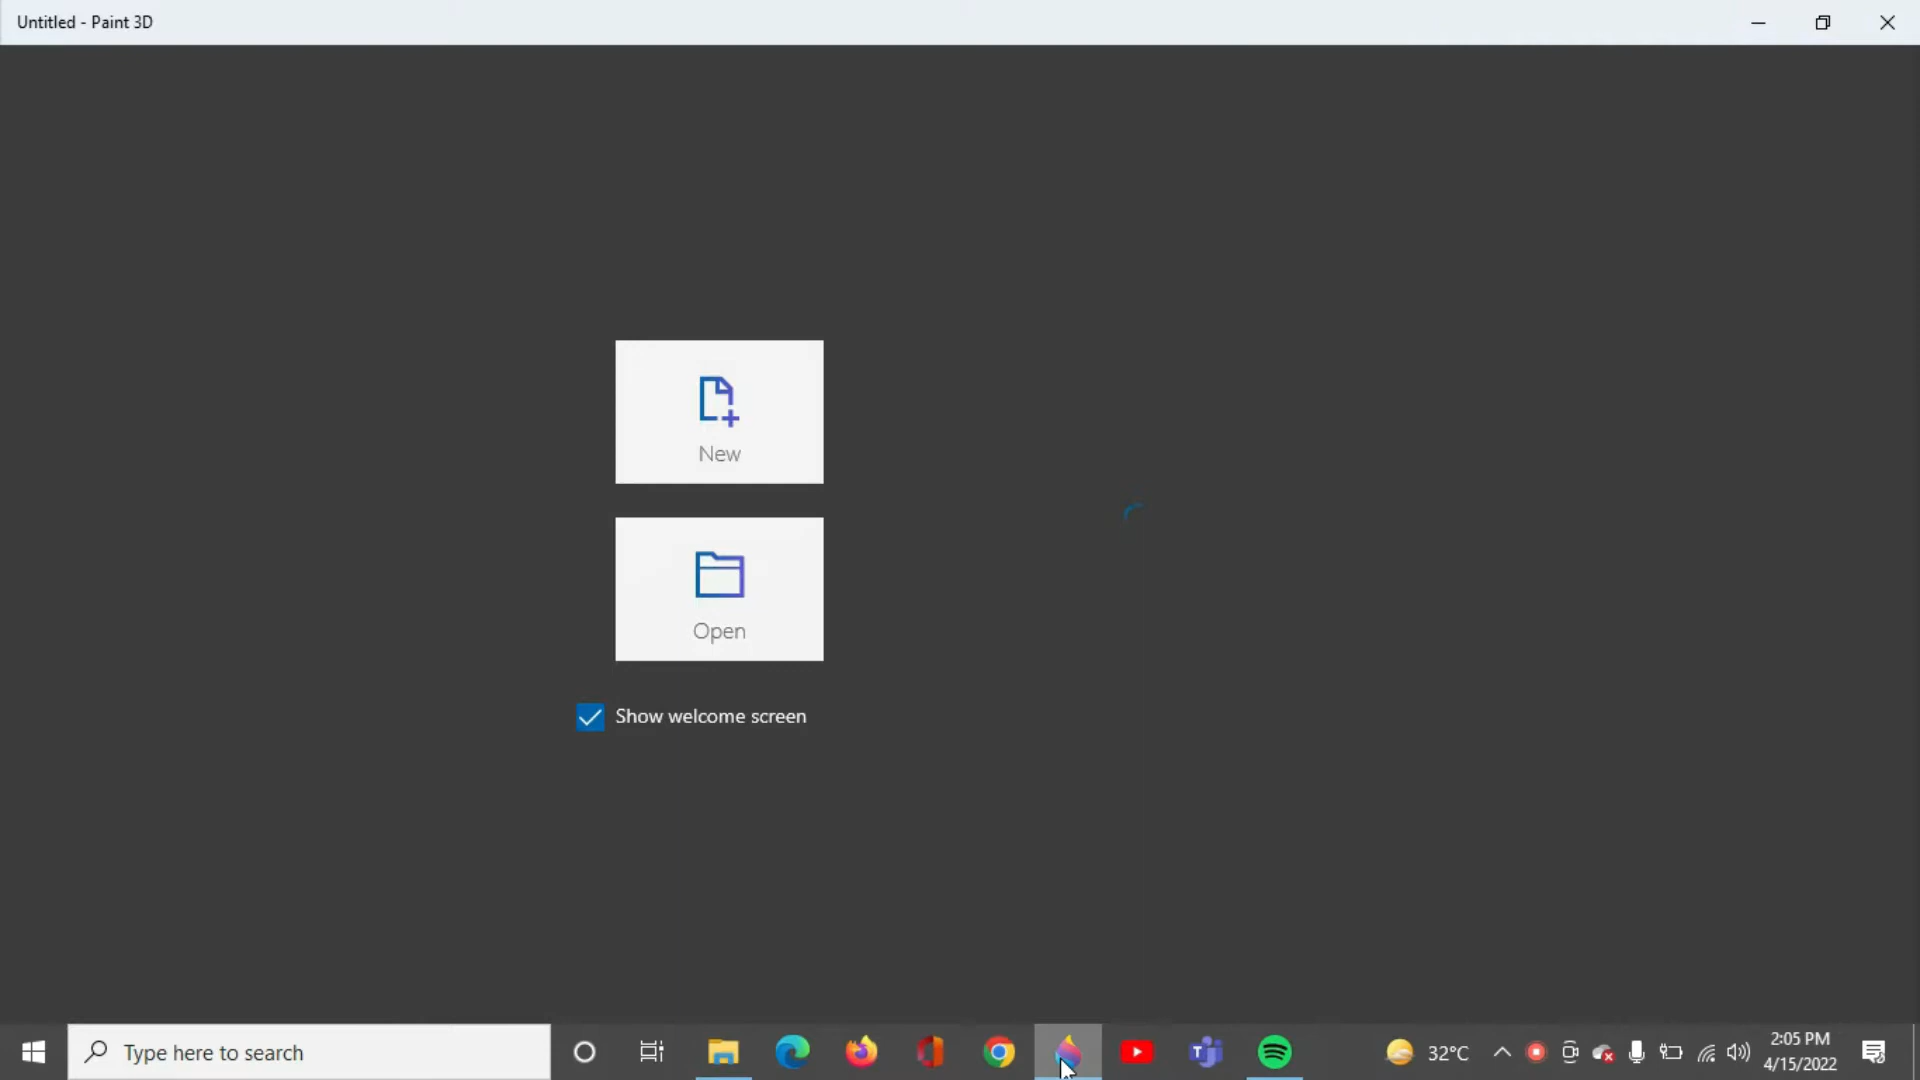 Untitled - Paint 3D
New
Open
Show welcome screen
Type here to search
32°C
2:05 PM
4/15/2022